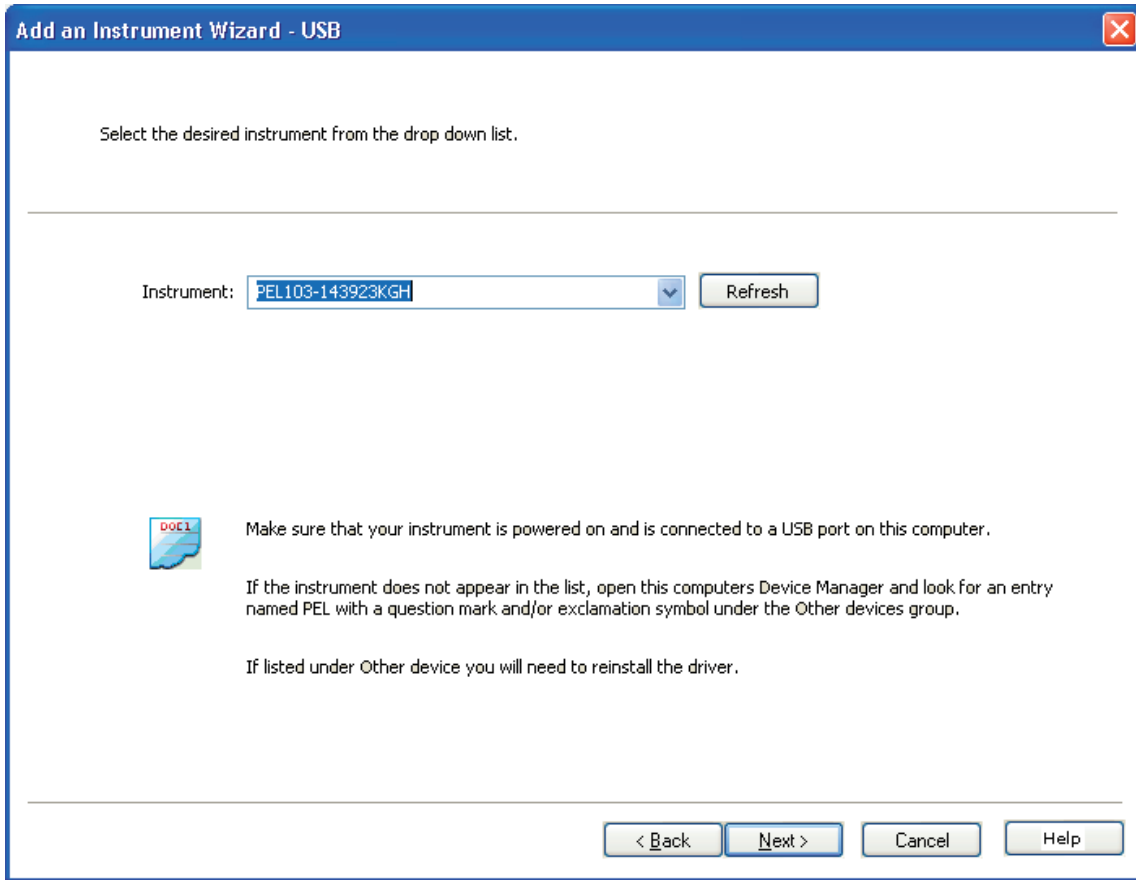 Add an Instrument Wizard - USB
Select the desired instrument from the drop down list.
Instrument: PEL103-143923KGH Refresh
DOE1
Make sure that your instrument is powered on and is connected to a USB port on this computer.
If the instrument does not appear in the list, open this computers Device Manager and look for an entry
named PEL with a question mark and/or exclamation symbol under the Other devices group.
If listed under Other device you will need to reinstall the driver.
< Back Next > Cancel Help